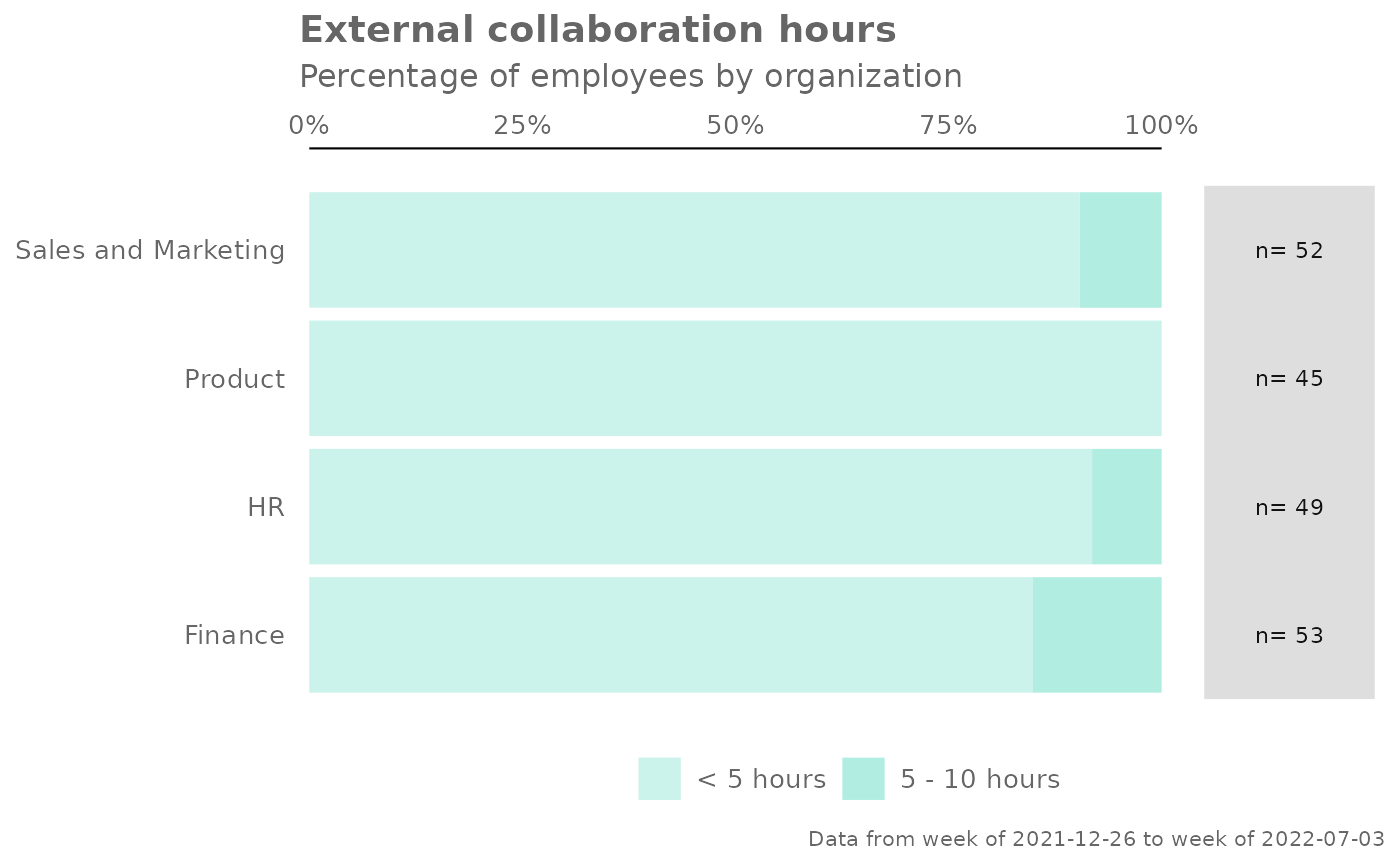 External collaboration hours
Percentage of employees by organization
0% 25% 50% 75% 100%
Sales and Marketing n= 52
Product n= 45
HR n= 49
Finance n= 53
< 5 hours 5 - 10 hours
Data from week of 2021-12-26 to week of 2022-07-03